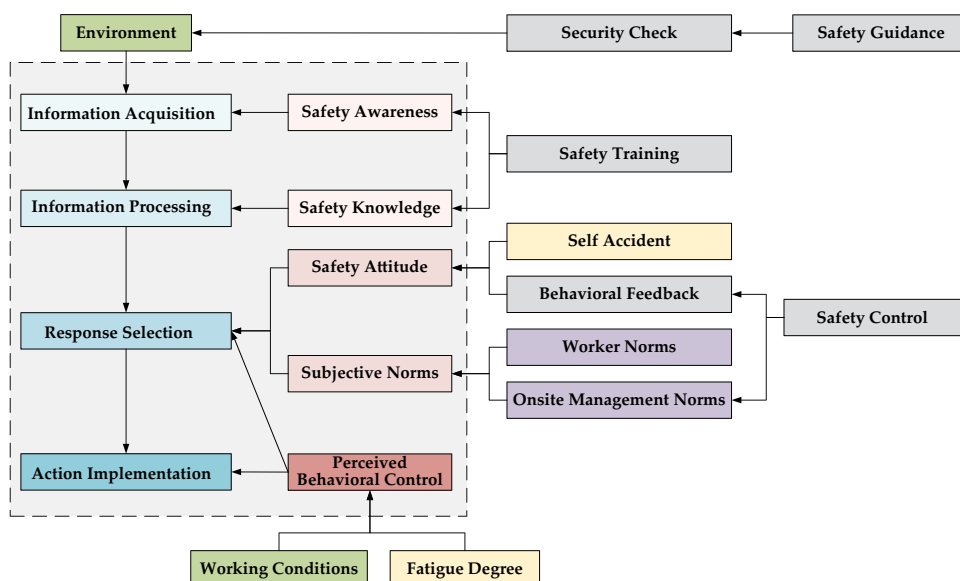 Environment
Security Check
Safety Guidance
Information Acquisition
Safety Awareness
Safety Training
Information Processing
Safety Knowledge
Self Accident
Safety Attitude
Behavioral Feedback
Safety Control
Response Selection
Worker Norms
Subjective Norms
Onsite Management Norms
Action Implementation
Perceived
Behavioral Control
Working Conditions
Fatigue Degree